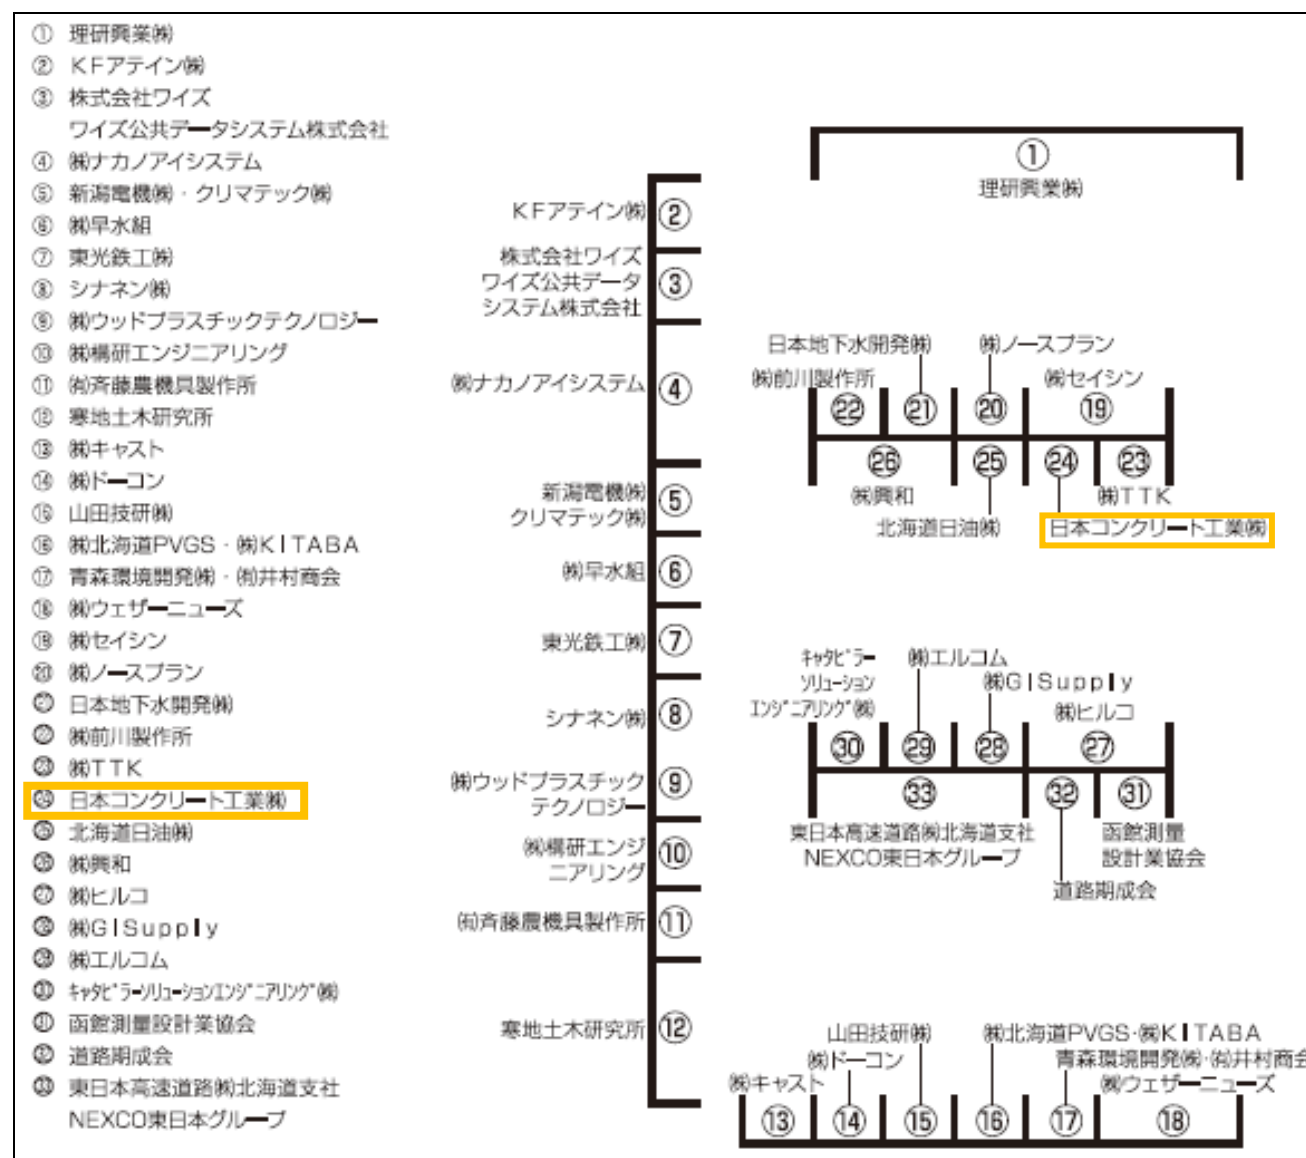 ① 理研興業㈱
② KFアテイン㈱
③ 株式会社ワイズ
ワイズ公共データシステム株式会社
④ ㈱ナカノアイシステム
⑤ 新潟電機㈱・クリマテック㈱
⑥ ㈱早水組
⑦ 東光鉄工㈱
⑧ シナネン㈱
⑨ ㈱ウッドプラスチックテクノロジー
⑩ ㈱構研エンジニアリング
⑪ ㈲斉藤農機具製作所
⑫ 寒地土木研究所
⑬ ㈱キャスト
⑭ ㈱ドーコン
⑮ 山田技研㈱
⑯ ㈱北海道PVGS・㈱KITABA
⑰ 青森環境開発㈱・㈲井村商会
⑱ ㈱ウェザーニューズ
⑲ ㈱セイシン
⑳ ㈱ノースプラン
㉑ 日本地下水開発㈱
㉒ ㈱前川製作所
㉓ ㈱TTK
㉔ 日本コンクリート工業㈱
㉕ 北海道日油㈱
㉖ ㈱興和
㉗ ㈱ヒルコ
㉘ ㈱GISupply
㉙ ㈱エルコム
㉚ ｷｬﾀﾋﾟﾗｰｿﾘｭｰｼｮﾝｴﾝｼﾞﾆｱﾘﾝｸﾞ㈱
㉛ 函館測量設計業協会
㉜ 道路期成会
㉝ 東日本高速道路㈱北海道支社
NEXCO東日本グループ
KFアテイン㈱ ②
株式会社ワイズ
ワイズ公共データ ③
システム株式会社
㈱ナカノアイシステム ④
新潟電機㈱ ⑤
クリマテック㈱
㈱早水組 ⑥
東光鉄工㈱ ⑦
シナネン㈱ ⑧
㈱ウッドプラスチック ⑨
テクノロジー
㈱構研エンジ ⑩
ニアリング
㈲斉藤農機具製作所 ⑪
寒地土木研究所 ⑫
①
理研興業㈱
日本地下水開発㈱ ㈱ノースプラン
㈱前川製作所 ㈱セイシン
㉒ ㉑ ⑳ ⑲
㉖ ㉕ ㉔ ㉓
㈱興和 ㈱TTK
北海道日油㈱ 日本コンクリート工業㈱
ｷｬﾀﾋﾟﾗｰ ㈱エルコム
ｿﾘｭｰｼｮﾝ ㈱GISupply
ｴﾝｼﾞﾆｱﾘﾝｸﾞ㈱ ㈱ヒルコ
㉚ ㉙ ㉘ ㉗
㉝ ㉜ ㉛
東日本高速道路㈱北海道支社 函館測量
NEXCO東日本グループ 設計業協会
道路期成会
山田技研㈱ ㈱北海道PVGS・㈱KITABA
㈱ドーコン 青森環境開発㈱・㈲井村商会
㈱キャスト ㈱ウェザーニューズ
⑬ ⑭ ⑮ ⑯ ⑰ ⑱